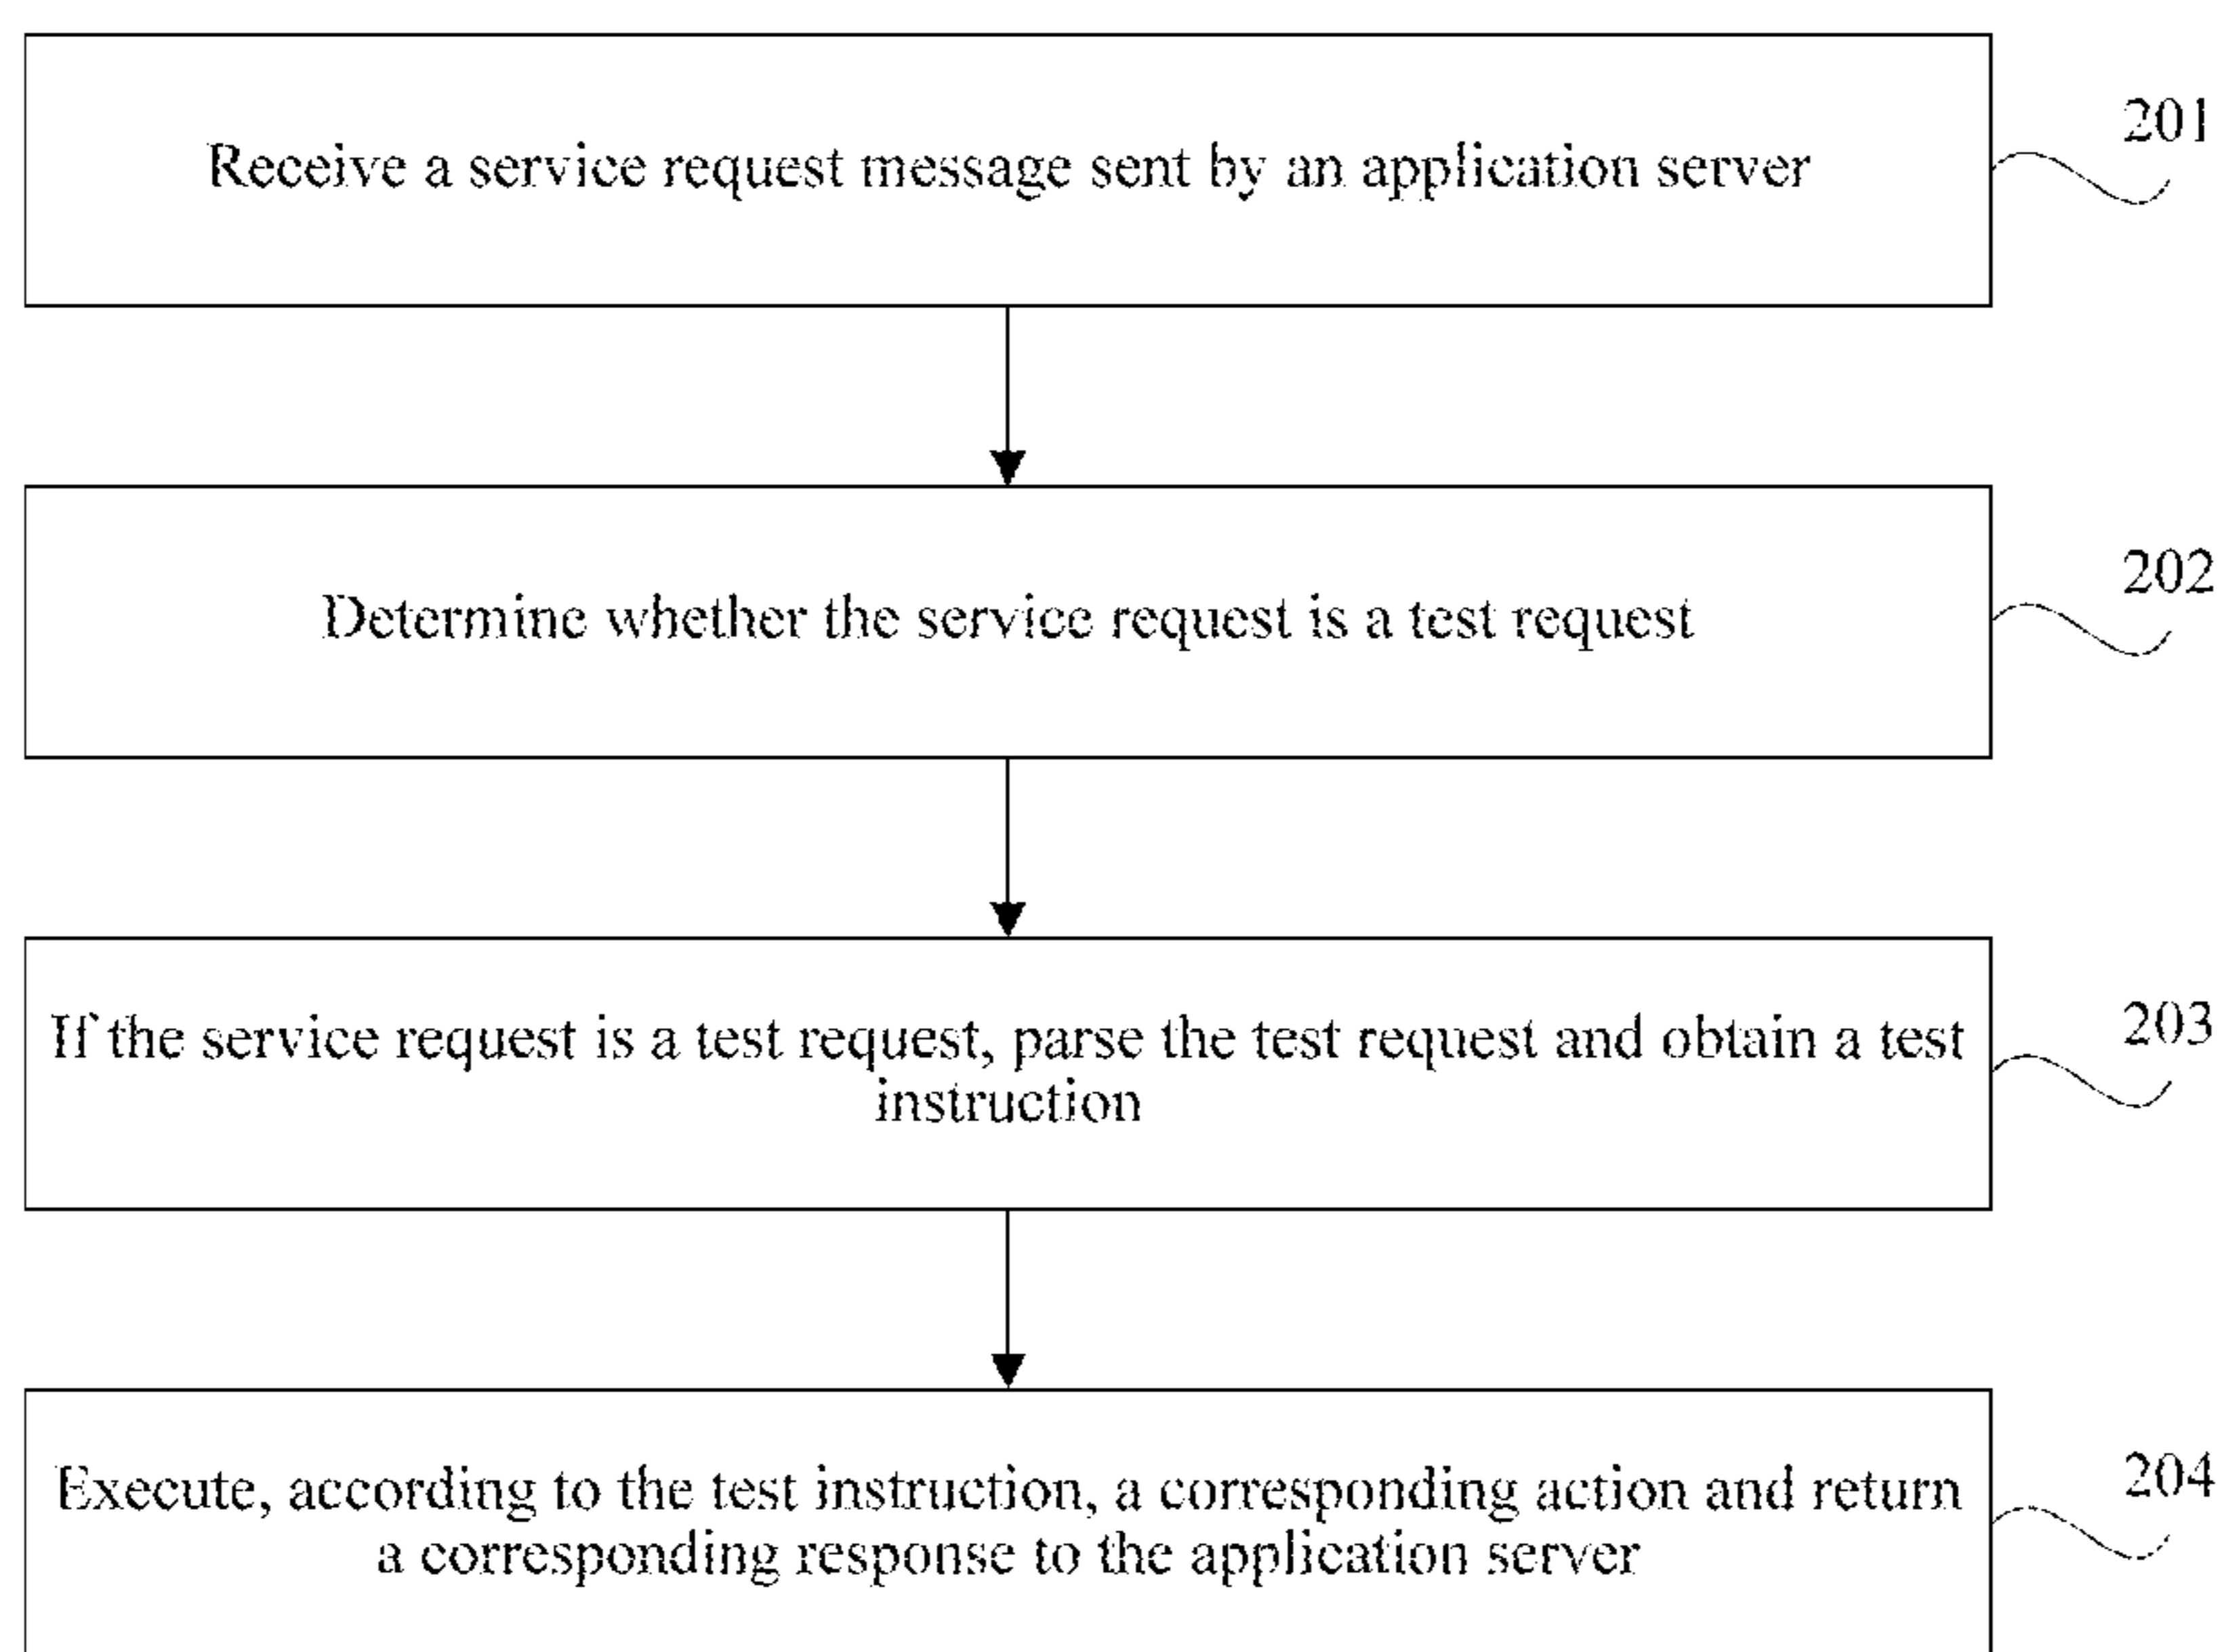 Receive a service request message sent by an application server
201
Determine whether the service request is a test request
202
If the service request is a test request, parse the test request and obtain a test
instruction
203
Execute, according to the test instruction, a corresponding action and return
a corresponding response to the application server
204